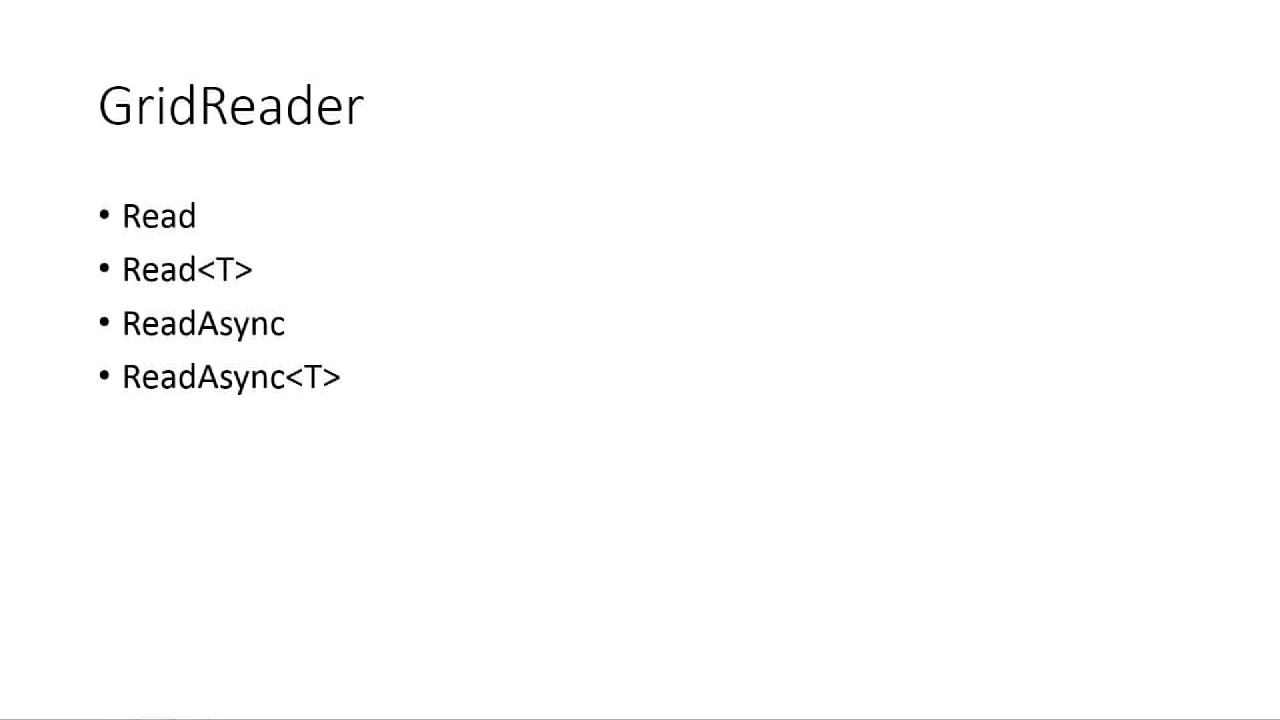 GridReader
• Read
• Read<T>
• ReadAsync
• ReadAsync<T>